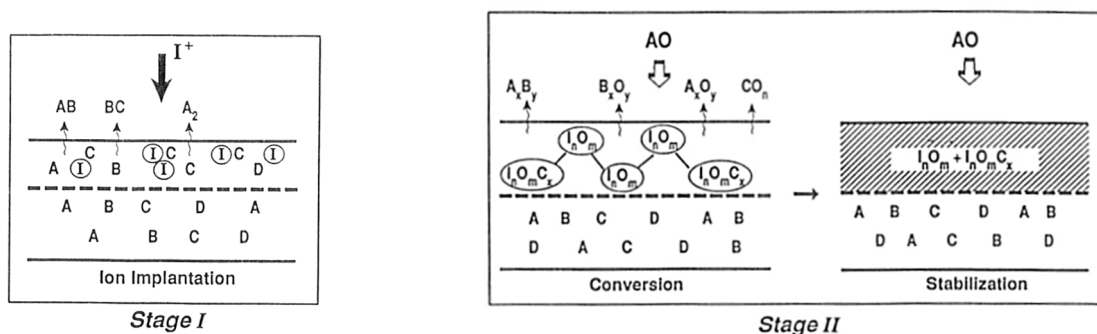 I+
AB BC A2
C I C I C I
A I B I C D
A B C D A
A B C D
Ion Implantation
Stage I
AO
AxBy BxOy AxOy COn
InOm InOm
InOmCx InOm InOmCx
A B C D A B
D A C D B
Conversion
→
AO
InOm + InOmCx
A B C D A B
D A C B D
Stabilization
Stage II